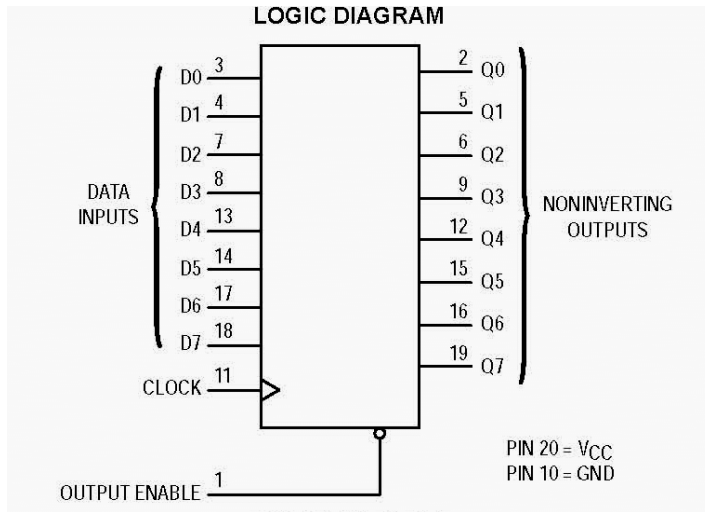 LOGIC DIAGRAM
D0 3
D1 4
D2 7
D3 8
D4 13
D5 14
D6 17
D7 18
DATA
INPUTS
CLOCK 11
OUTPUT ENABLE 1
2 Q0
5 Q1
6 Q2
9 Q3
12 Q4
15 Q5
16 Q6
19 Q7
NONINVERTING
OUTPUTS
PIN 20 = VCC
PIN 10 = GND